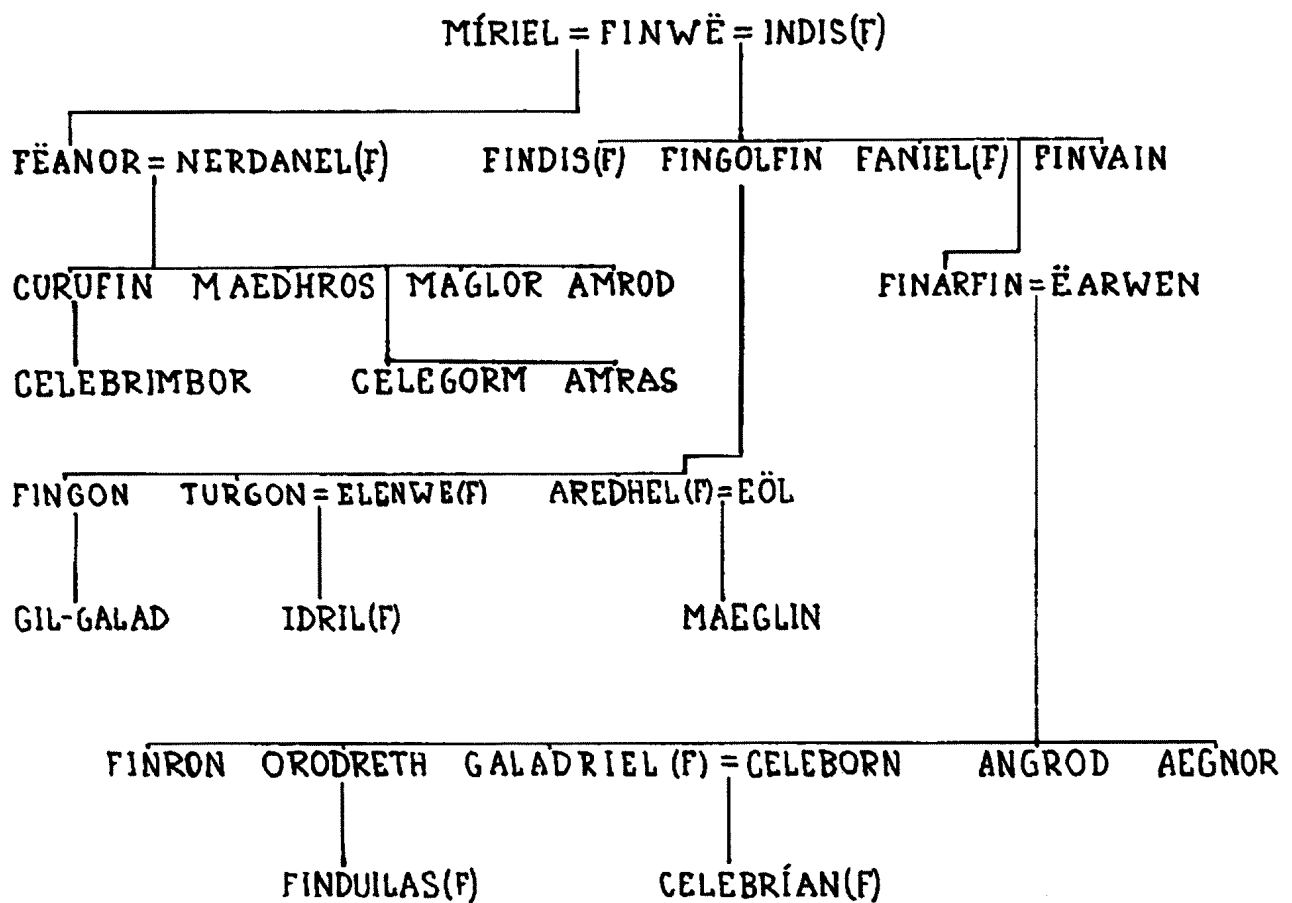 MÍRIEL = FINWË = INDIS(F)
FËANOR = NERDANEL(F) FINDIS(F) FINGOLFIN FANIEL(F) FINVAIN
CURUFIN MAEDHROS MAGLOR AMROD FINARFIN = ËARWEN
CELEBRIMBOR CELEGORM AMRAS
FINGON TURGON = ELENWE(F) AREDHEL(F) = EÖL
GIL-GALAD IDRIL(F) MAEGLIN
FINRON ORODRETH GALADRIEL (F) = CELEBORN ANGROD AEGNOR
FINDUILAS(F) CELEBRÍAN(F)